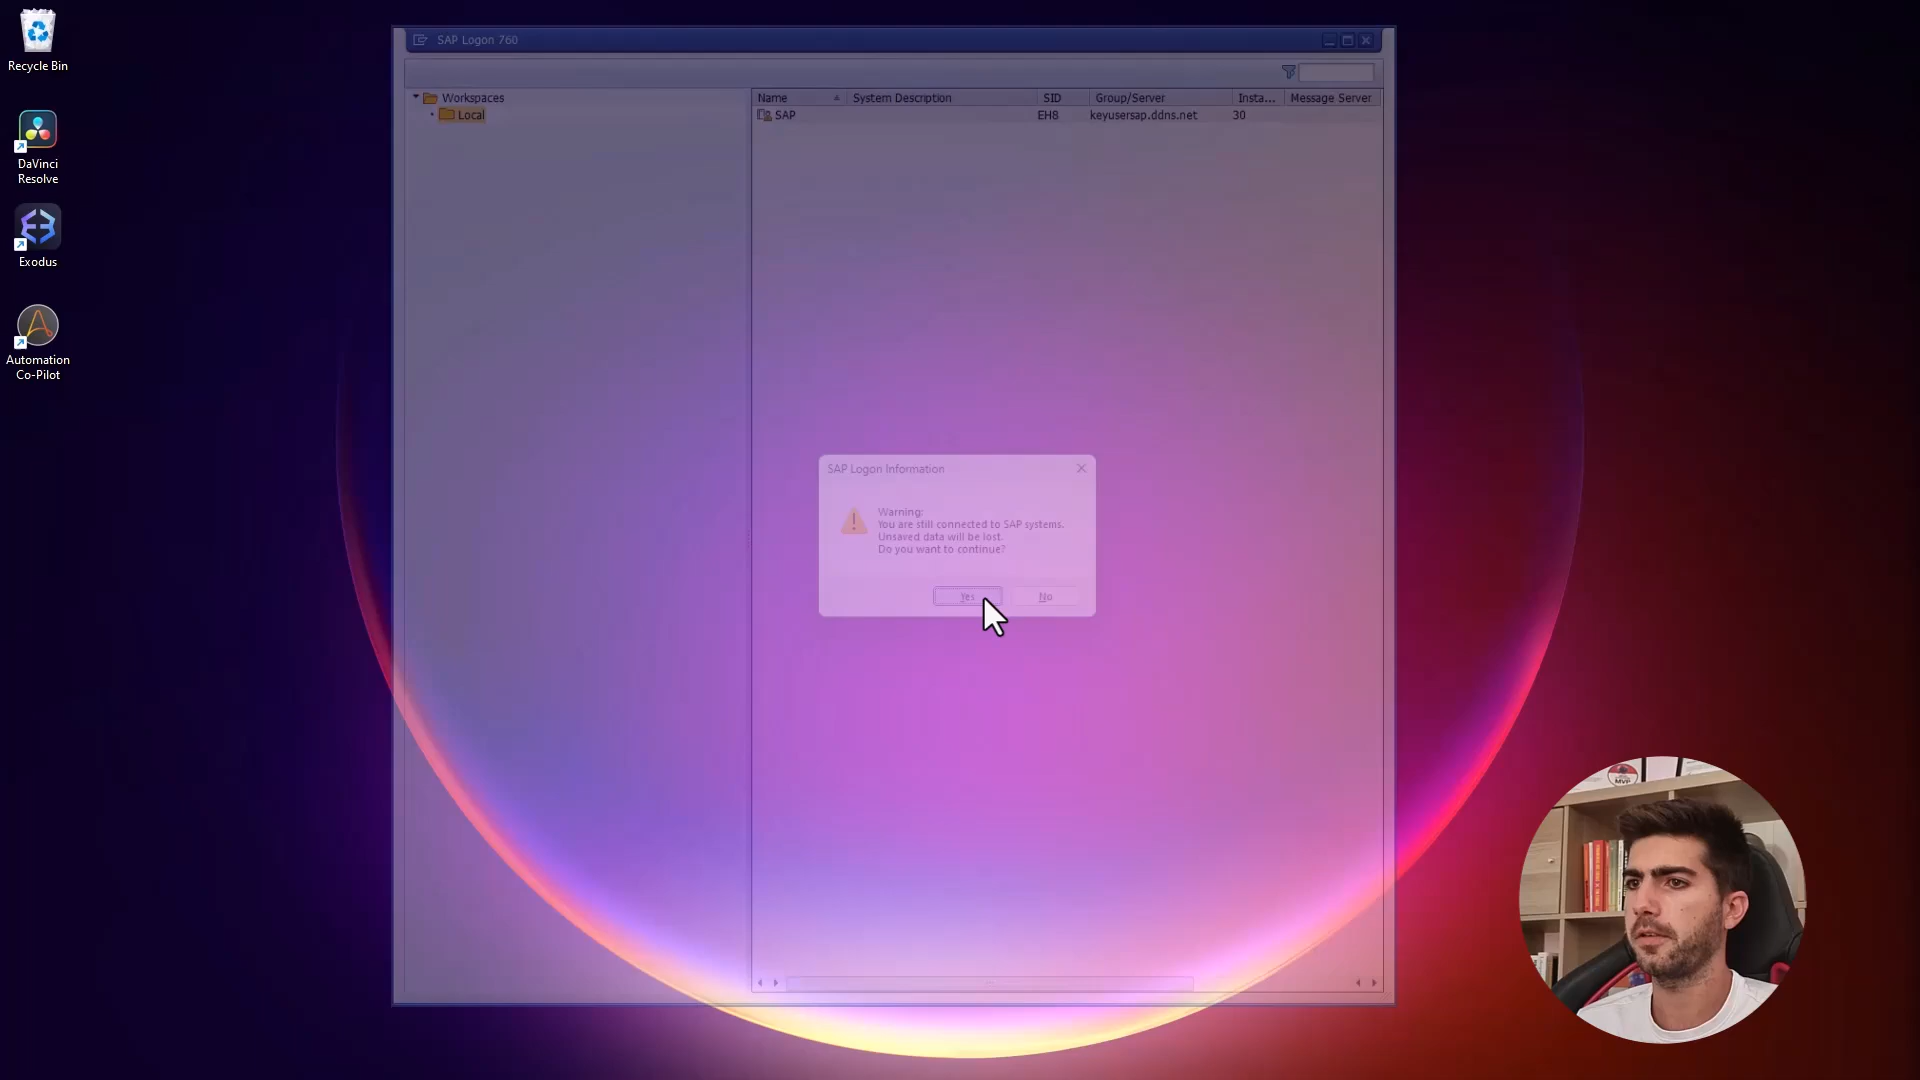 Recycle Bin
DaVinci
Resolve
Exodus
Automation
Co-Pilot
SAP Logon 760
Workspaces
Local
Name
System Description
SID
Group/Server
Insta...
Message Server
SAP
EH8
keyusersap.ddns.net
30
SAP Logon Information
Warning:
You are still connected to SAP systems.
Unsaved data will be lost.
Do you want to continue?
Yes
No
MVP